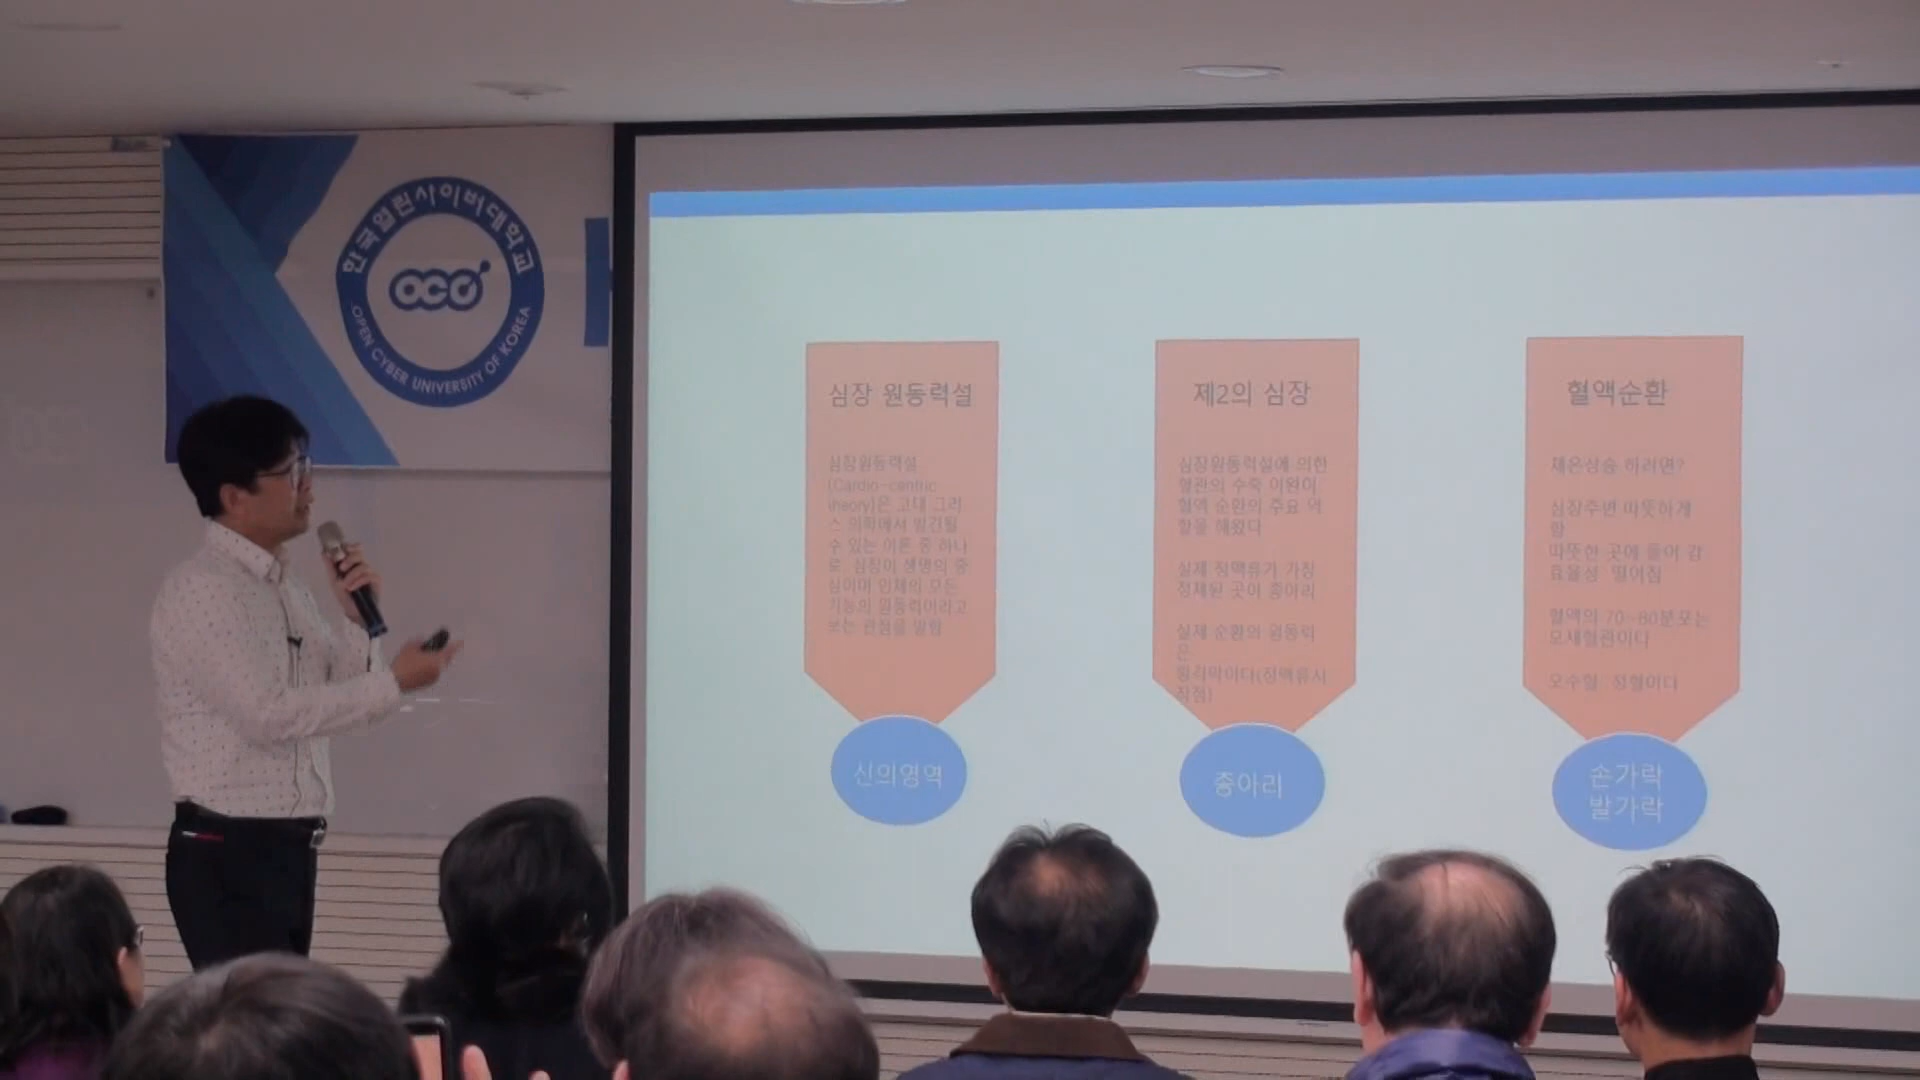 한국열린사이버대학교
OCU
OPEN CYBER UNIVERSITY OF KOREA
심장 원동력설
심장원동력설
(Cardio-centric
theory)은 고대 그리
스 의학에서 발견될
수 있는 이론 중 하나
로, 심장이 생명의 중
심이며 인체의 모든
기능의 원동력이라고
보는 관점을 말함
신의영역
제2의 심장
심장원동력설에 의한
혈관의 수축 이완이
혈액 순환의 주요 역
할을 해왔다
실제 정맥류가 가장
정체된 곳이 종아리
실제 순환의 원동력
은
횡격막이다(정맥류시
작점)
종아리
혈액순환
체온상승 하려면?
심장주변 따뜻하게
함
따뜻한 곳에 들어 감
효율성 떨어짐
혈액의 70~80분포는
모세혈관이다
정혈이다
손가락
발가락